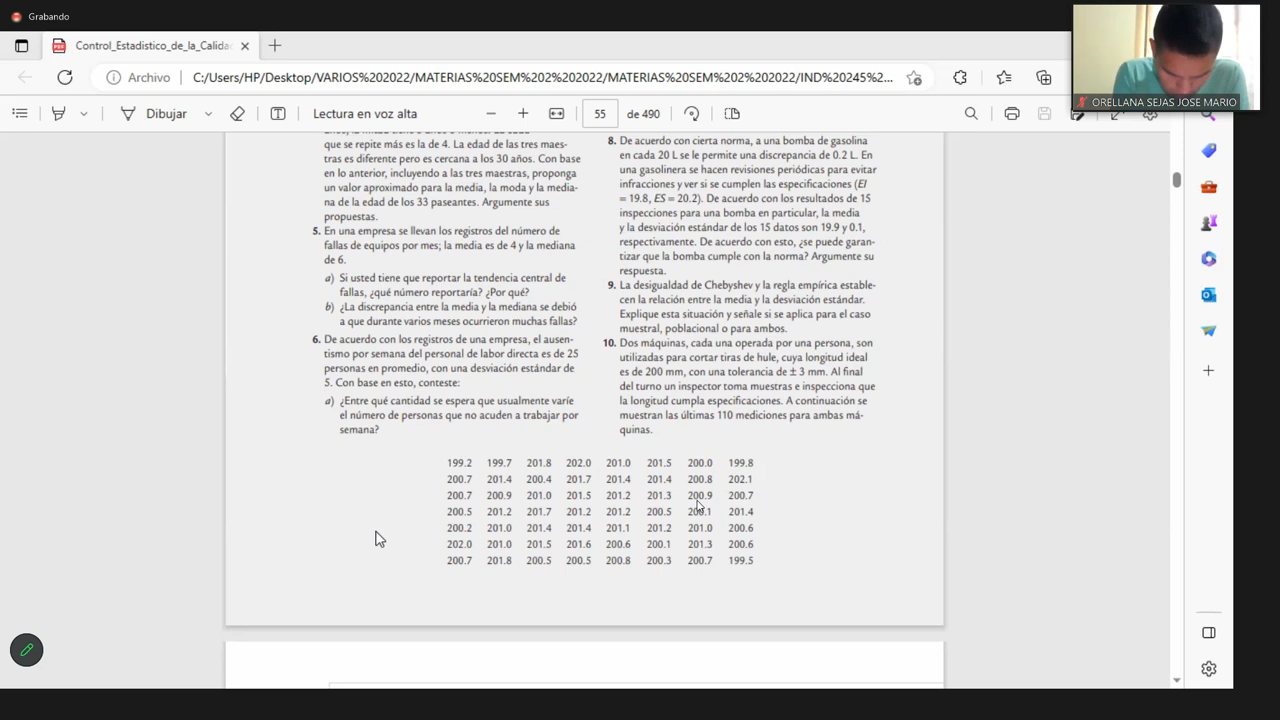 Grabando
Control_Estadistico_de_la_Calida
Archivo
C:/Users/HP/Desktop/VARIOS%202022/MATERIAS%20SEM%202%202022/MATERIAS%20SEM%202%202022/IND%20245%2...
ORELLANA SEJAS JOSE MARIO
Dibujar
Lectura en voz alta
55
de 490
que se repite más es la de 4. La edad de las tres maes-
tras es diferente pero es cercana a los 30 años. Con base
en lo anterior, incluyendo a las tres maestras, proponga
un valor aproximado para la media, la moda y la media-
na de la edad de los 33 paseantes. Argumente sus
propuestas.
5. En una empresa se llevan los registros del número de
fallas de equipos por mes; la media es de 4 y la mediana
de 6.
a) Si usted tiene que reportar la tendencia central de
fallas, ¿qué número reportaría? ¿Por qué?
b) ¿La discrepancia entre la media y la mediana se debió
a que durante varios meses ocurrieron muchas fallas?
6. De acuerdo con los registros de una empresa, el ausen-
tismo por semana del personal de labor directa es de 25
personas en promedio, con una desviación estándar de
5. Con base en esto, conteste:
a) ¿Entre qué cantidad se espera que usualmente varíe
el número de personas que no acuden a trabajar por
semana?
8. De acuerdo con cierta norma, a una bomba de gasolina
en cada 20 L se le permite una discrepancia de 0.2 L. En
una gasolinera se hacen revisiones periódicas para evitar
infracciones y ver si se cumplen las especificaciones (EI
= 19.8, ES = 20.2). De acuerdo con los resultados de 15
inspecciones para una bomba en particular, la media
y la desviación estándar de los 15 datos son 19.9 y 0.1,
respectivamente. De acuerdo con esto, ¿se puede garan-
tizar que la bomba cumple con la norma? Argumente su
respuesta.
9. La desigualdad de Chebyshev y la regla empírica estable-
cen la relación entre la media y la desviación estándar.
Explique esta situación y señale si se aplica para el caso
muestral, poblacional o para ambos.
10. Dos máquinas, cada una operada por una persona, son
utilizadas para cortar tiras de hule, cuya longitud ideal
es de 200 mm, con una tolerancia de ± 3 mm. Al final
del turno un inspector toma muestras e inspecciona que
la longitud cumpla especificaciones. A continuación se
muestran las últimas 110 mediciones para ambas má-
quinas.
199.2 199.7 201.8 202.0 201.0 201.5 200.0 199.8
200.7 201.4 200.4 201.7 201.4 201.4 200.8 202.1
200.7 200.9 201.0 201.5 201.2 201.3 200.9 200.7
200.5 201.2 201.7 201.2 201.2 200.5 201.4
200.2 201.0 201.4 201.4 201.1 201.2 201.0 200.6
202.0 201.0 201.5 201.6 200.6 200.1 201.3 200.6
200.7 201.8 200.5 200.5 200.8 200.3 200.7 199.5